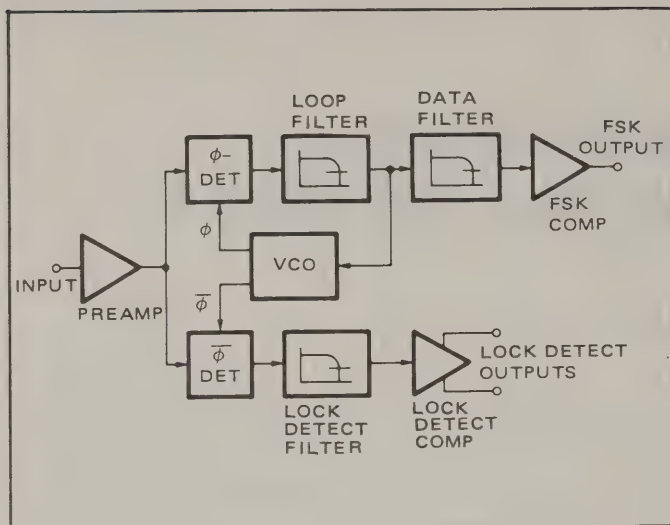 LOOP
FILTER
DATA
FILTER
FSK
OUTPUT
ϕ–
DET
FSK
COMP
ϕ
VCO
INPUT
PREAMP
ϕ̅
ϕ̅
DET
LOCK DETECT
OUTPUTS
LOCK
DETECT
FILTER
LOCK
DETECT
COMP